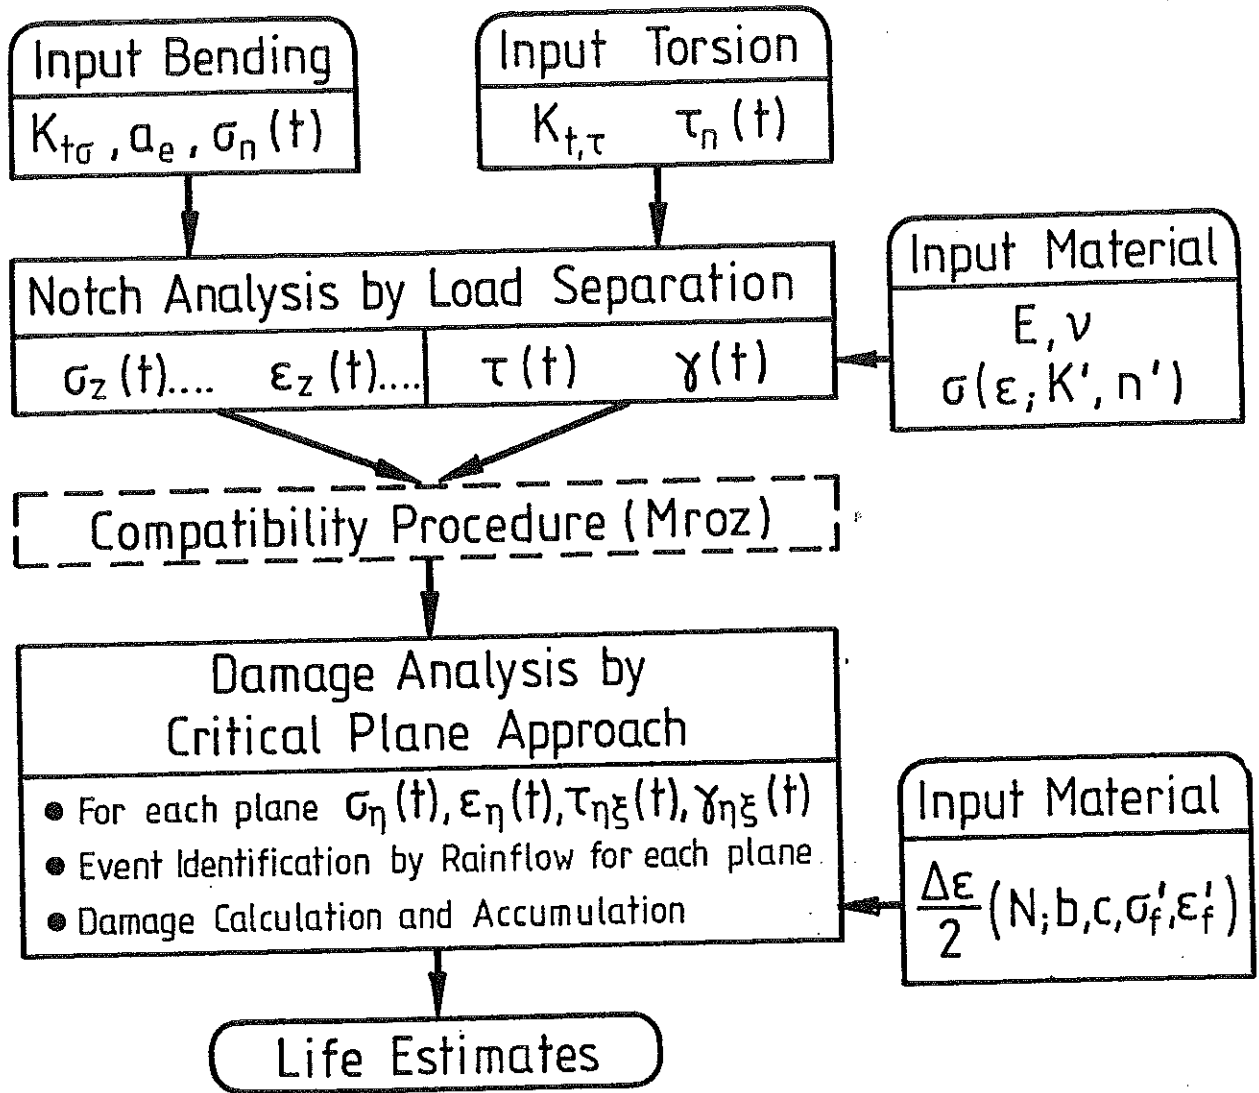 Input Bending
K_tσ , a_e , σ_n (t)
Input Torsion
K_t,τ τ_n (t)
Notch Analysis by Load Separation
σ_z (t).... ε_z (t)....
τ (t) γ(t)
Input Material
E, ν
σ(ε; K', n')
Compatibility Procedure (Mroz)
Damage Analysis by
Critical Plane Approach
• For each plane σ_η (t), ε_η (t), τ_ηξ (t), γ_ηξ (t)
• Event Identification by Rainflow for each plane
• Damage Calculation and Accumulation
Input Material
Δε/2 (N; b, c, σ_f', ε_f')
Life Estimates